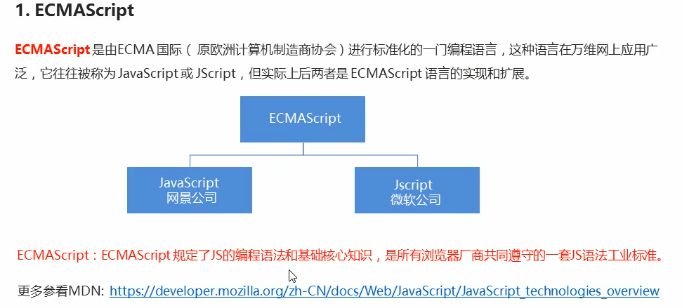 1. ECMAScript
ECMAScript 是由ECMA 国际（ 原欧洲计算机制造商协会）进行标准化的一门编程语言，这种语言在万维网上应用广
泛，它往往被称为 JavaScript 或 JScript，但实际上后两者是 ECMAScript 语言的实现和扩展。
ECMAScript
JavaScript
网景公司
Jscript
微软公司
ECMAScript：ECMAScript 规定了JS的编程语法和基础核心知识，是所有浏览器厂商共同遵守的一套JS语法工业标准。
更多参看MDN: https://developer.mozilla.org/zh-CN/docs/Web/JavaScript/JavaScript_technologies_overview